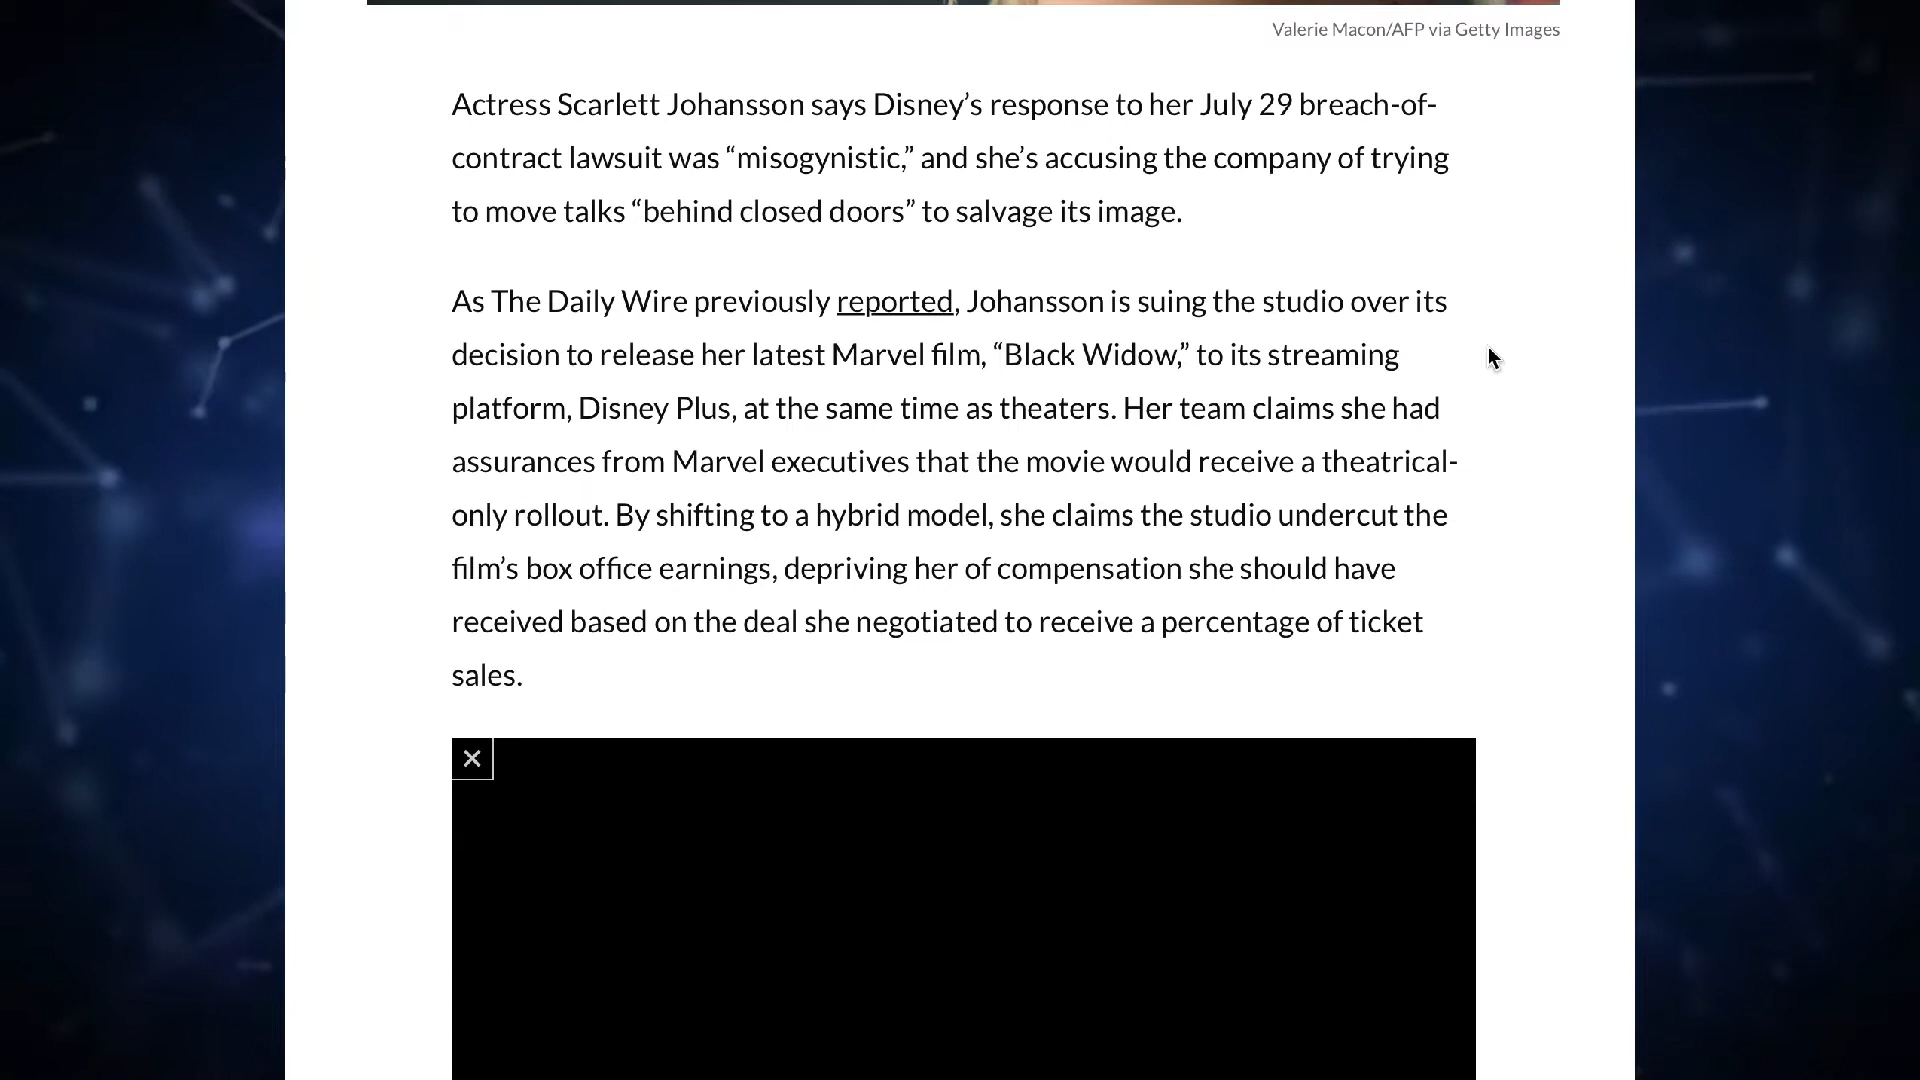 Valerie Macon/AFP via Getty Images
Actress Scarlett Johansson says Disney’s response to her July 29 breach-of-
contract lawsuit was “misogynistic,” and she’s accusing the company of trying
to move talks “behind closed doors” to salvage its image.
As The Daily Wire previously reported, Johansson is suing the studio over its
decision to release her latest Marvel film, “Black Widow,” to its streaming
platform, Disney Plus, at the same time as theaters. Her team claims she had
assurances from Marvel executives that the movie would receive a theatrical-
only rollout. By shifting to a hybrid model, she claims the studio undercut the
film’s box office earnings, depriving her of compensation she should have
received based on the deal she negotiated to receive a percentage of ticket
sales.